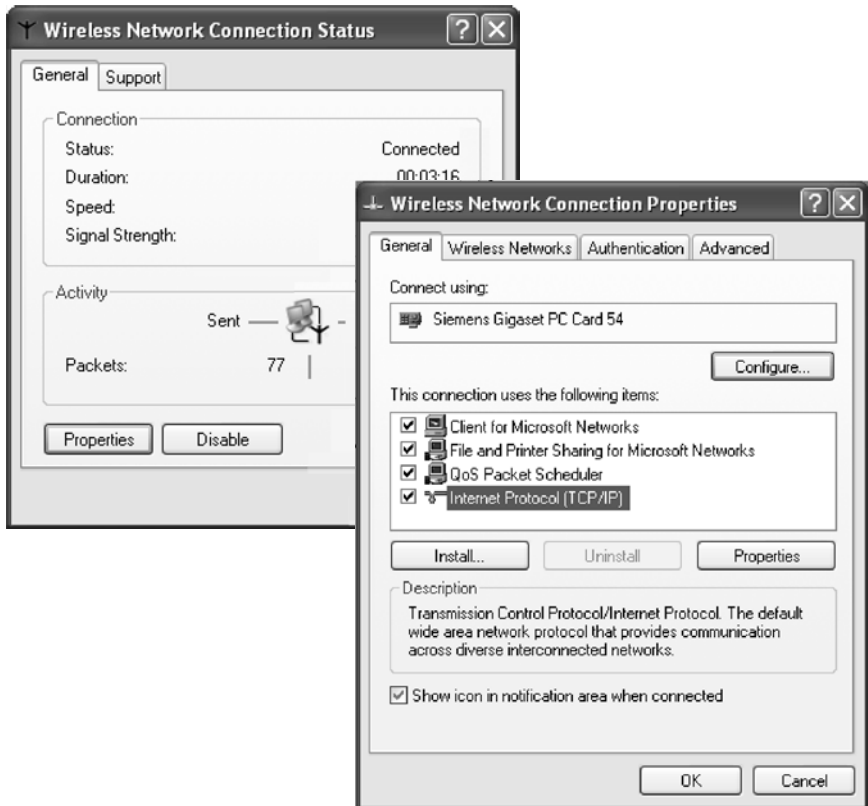 Wireless Network Connection Status
General Support
Connection
Status: Connected
Duration: 00:03:16
Speed:
Signal Strength:
Activity
Sent
Packets: 77
Properties Disable
Wireless Network Connection Properties
General Wireless Networks Authentication Advanced
Connect using:
Siemens Gigaset PC Card 54
Configure...
This connection uses the following items:
Client for Microsoft Networks
File and Printer Sharing for Microsoft Networks
QoS Packet Scheduler
Internet Protocol (TCP/IP)
Install... Uninstall Properties
Description
Transmission Control Protocol/Internet Protocol. The default
wide area network protocol that provides communication
across diverse interconnected networks.
Show icon in notification area when connected
OK Cancel